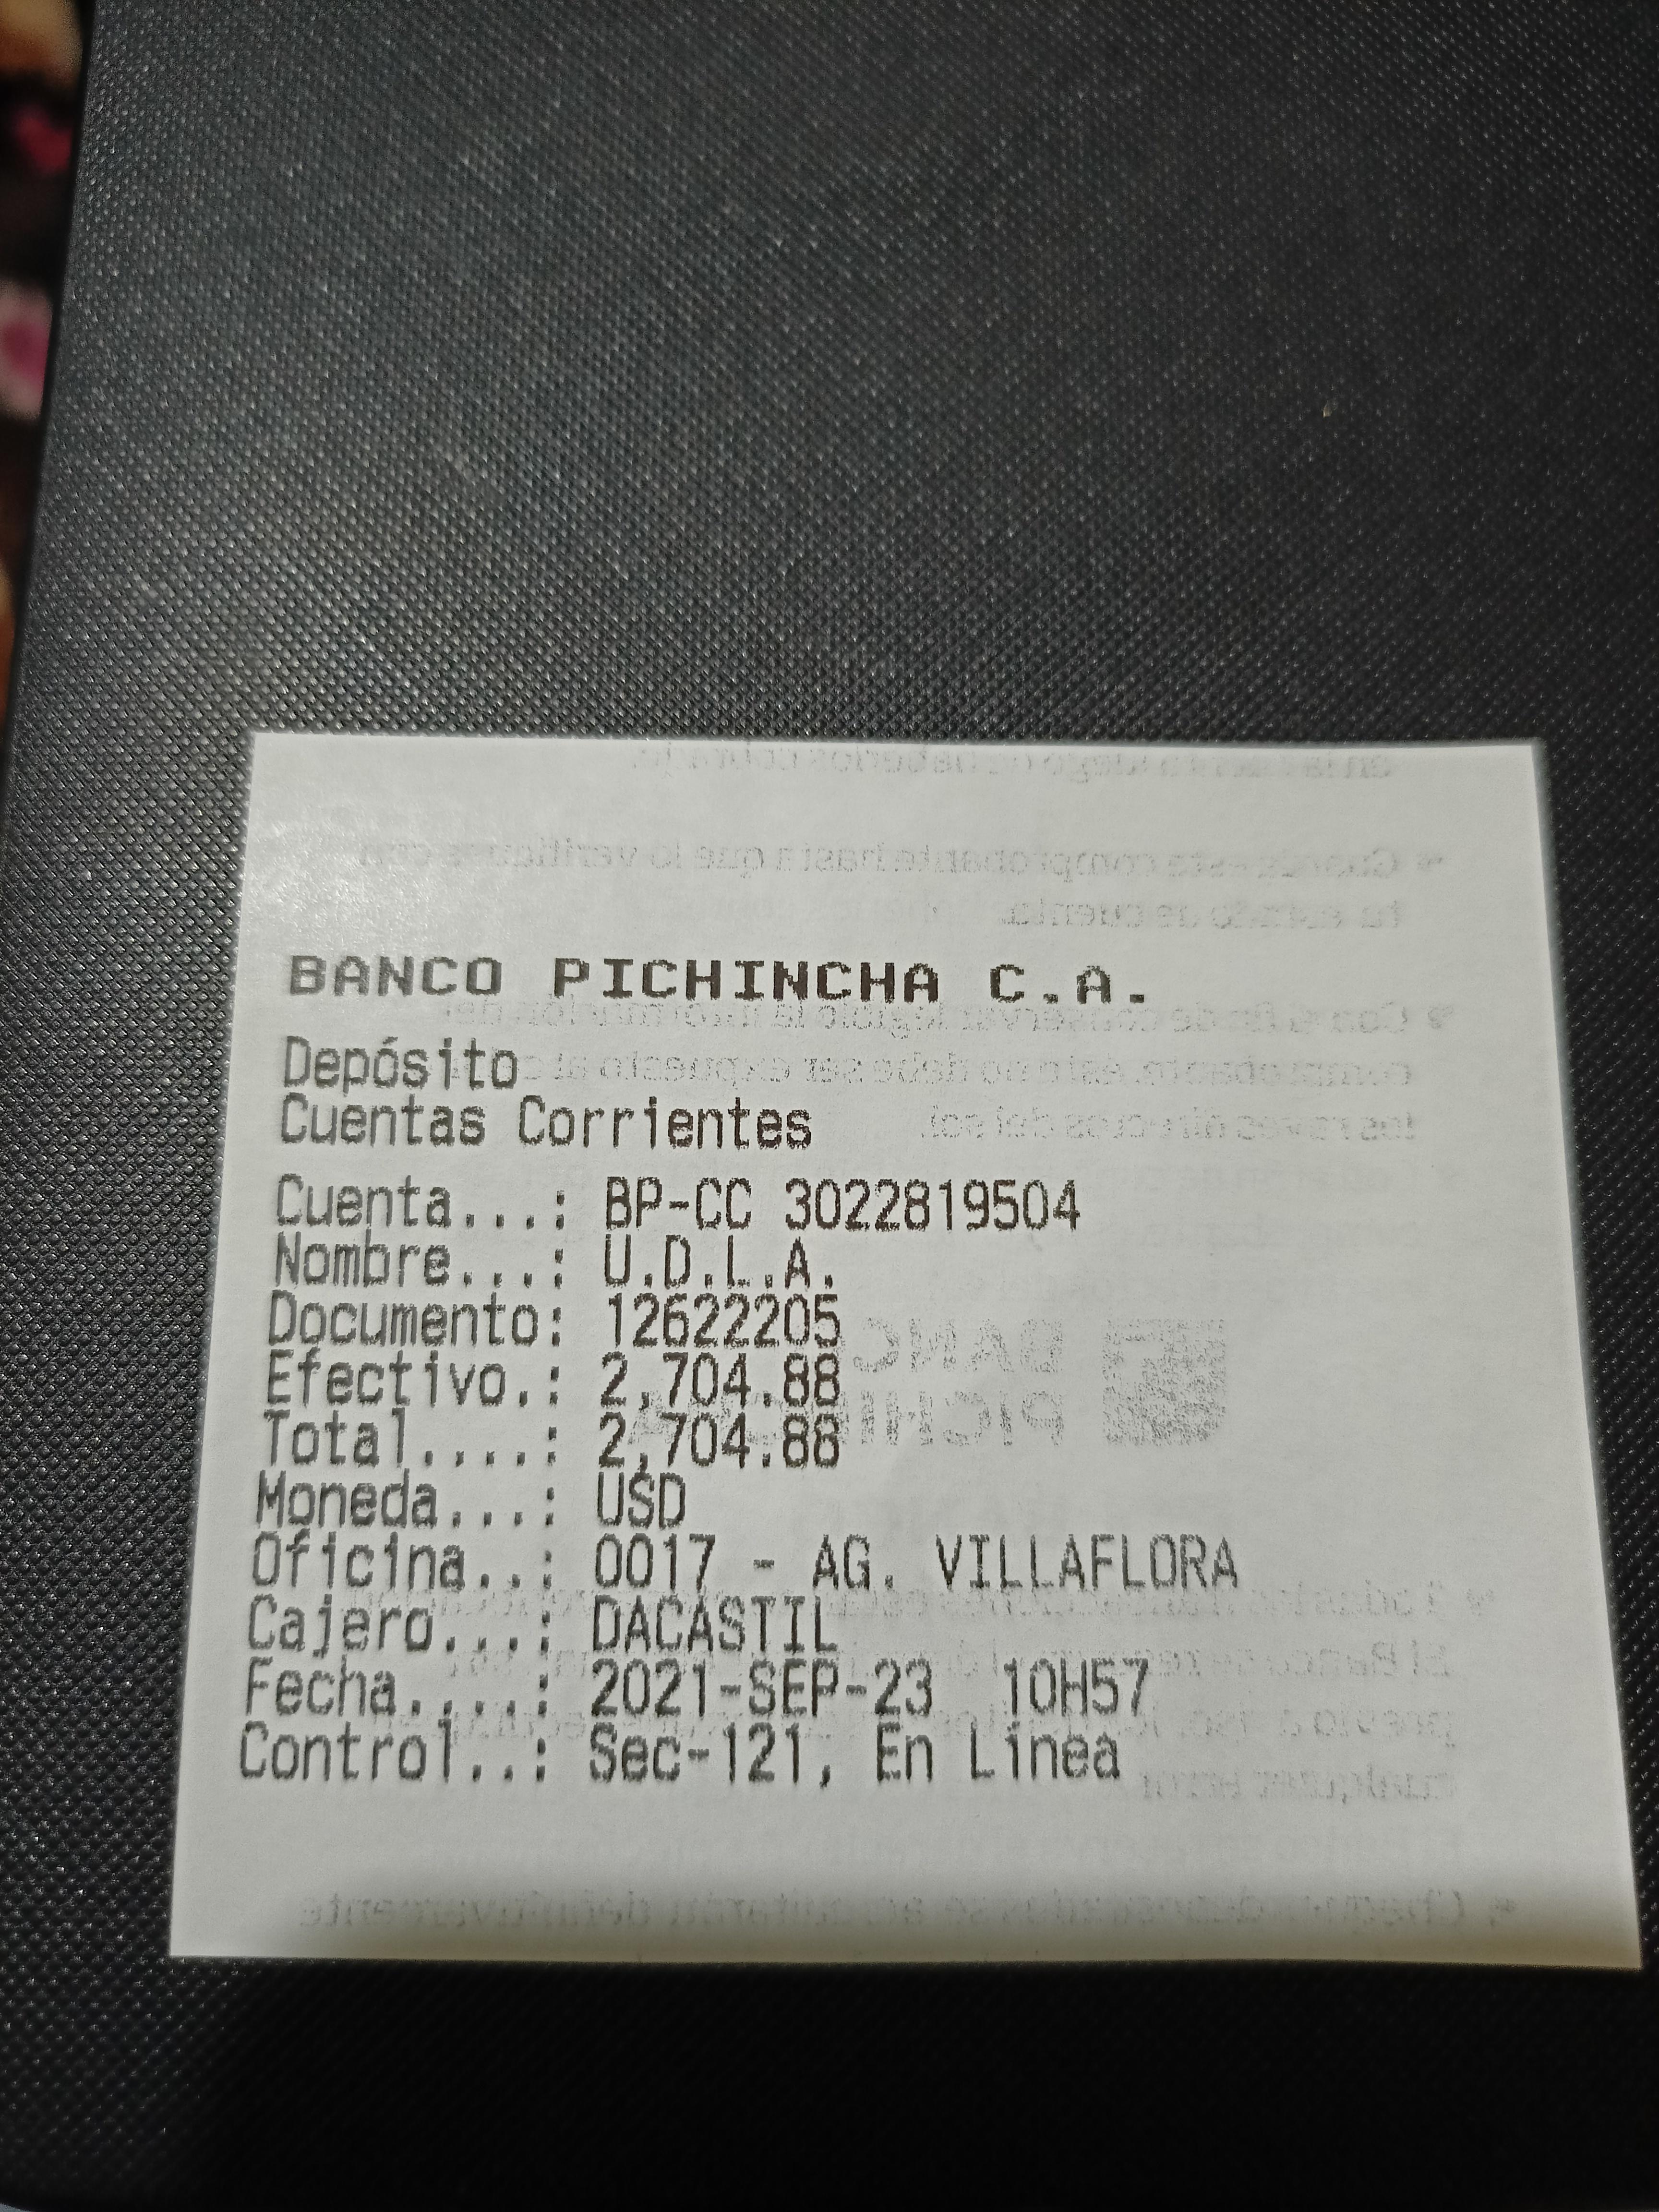 BANCO PICHINCHA C.A.
Depósito
Cuentas Corrientes
Cuenta...: BP-CC 3022819504
Nombre...: U.D.L.A.
Documento: 12622205
Efectivo.: 2,704.88
Total....: 2,704.88
Moneda...: USD
Oficina..: 0017 - AG. VILLAFLORA
Cajero...: DACASTIL
Fecha....: 2021-SEP-23 10H57
Control..: Sec-121, En Línea